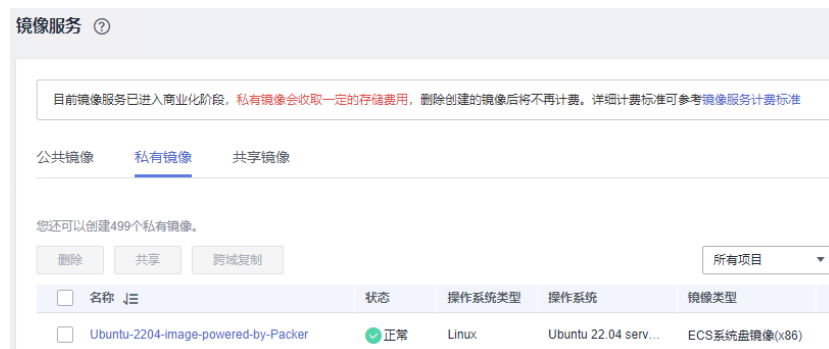 镜像服务 ?
目前镜像服务已进入商业化阶段，私有镜像会收取一定的存储费用，删除创建的镜像后将不再计费。详细计费标准可参考镜像服务计费标准
公共镜像 私有镜像 共享镜像
您还可以创建499个私有镜像。
删除 共享 跨域复制 所有项目
名称 状态 操作系统类型 操作系统 镜像类型
Ubuntu-2204-image-powered-by-Packer 正常 Linux Ubuntu 22.04 serv... ECS系统盘镜像(x86)